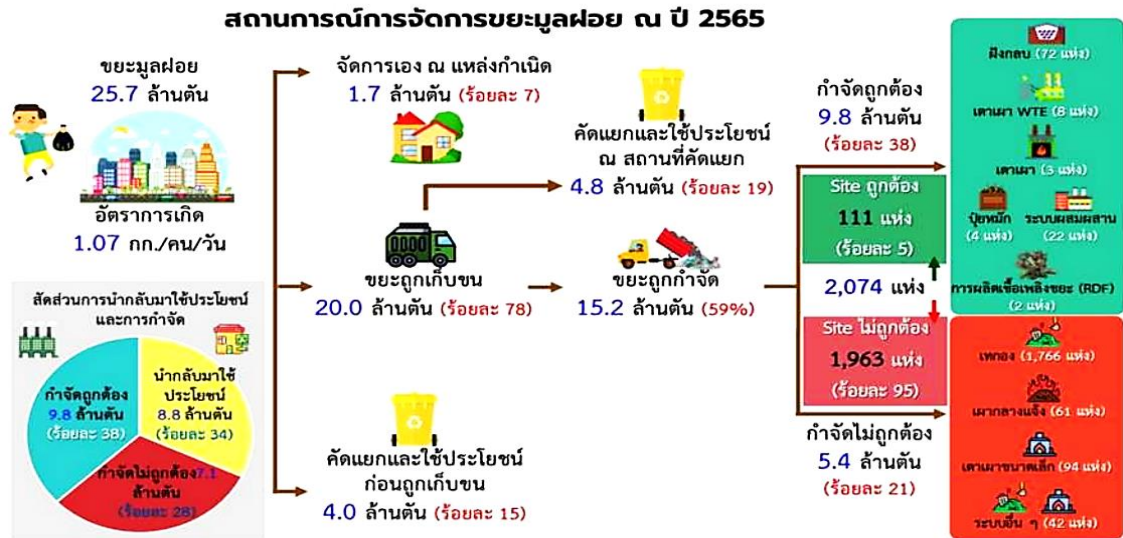 สถานการณ์การจัดการขยะมูลฝอย ณ ปี 2565
ขยะมูลฝอย
25.7 ล้านตัน
อัตราการเกิด
1.07 กก./คน/วัน
สัดส่วนการนำกลับมาใช้ประโยชน์
และการกำจัด
กำจัดถูกต้อง
9.8 ล้านตัน
(ร้อยละ 38)
นำกลับมาใช้
ประโยชน์
8.8 ล้านตัน
(ร้อยละ 34)
กำจัดไม่ถูกต้อง7.1
ล้านตัน
(ร้อยละ 28)
จัดการเอง ณ แหล่งกำเนิด
1.7 ล้านตัน (ร้อยละ 7)
ขยะถูกเก็บขน
20.0 ล้านตัน (ร้อยละ 78)
คัดแยกและใช้ประโยชน์
ก่อนถูกเก็บขน
4.0 ล้านตัน (ร้อยละ 15)
คัดแยกและใช้ประโยชน์
ณ สถานที่คัดแยก
4.8 ล้านตัน (ร้อยละ 19)
ขยะถูกกำจัด
15.2 ล้านตัน (59%)
กำจัดถูกต้อง
9.8 ล้านตัน
(ร้อยละ 38)
Site ถูกต้อง
111 แห่ง
(ร้อยละ 5)
2,074 แห่ง
Site ไม่ถูกต้อง
1,963 แห่ง
(ร้อยละ 95)
กำจัดไม่ถูกต้อง
5.4 ล้านตัน
(ร้อยละ 21)
ฝังกลบ (72 แห่ง)
เตาเผา WTE (8 แห่ง)
เตาเผา (3 แห่ง)
ปุ๋ยหมัก
(4 แห่ง)
ระบบผสมผสาน
(22 แห่ง)
การผลิตเชื้อเพลิงขยะ (RDF)
(2 แห่ง)
เทกอง (1,766 แห่ง)
เผากลางแจ้ง (61 แห่ง)
เตาเผาขนาดเล็ก (94 แห่ง)
ระบบอื่น ๆ (42 แห่ง)